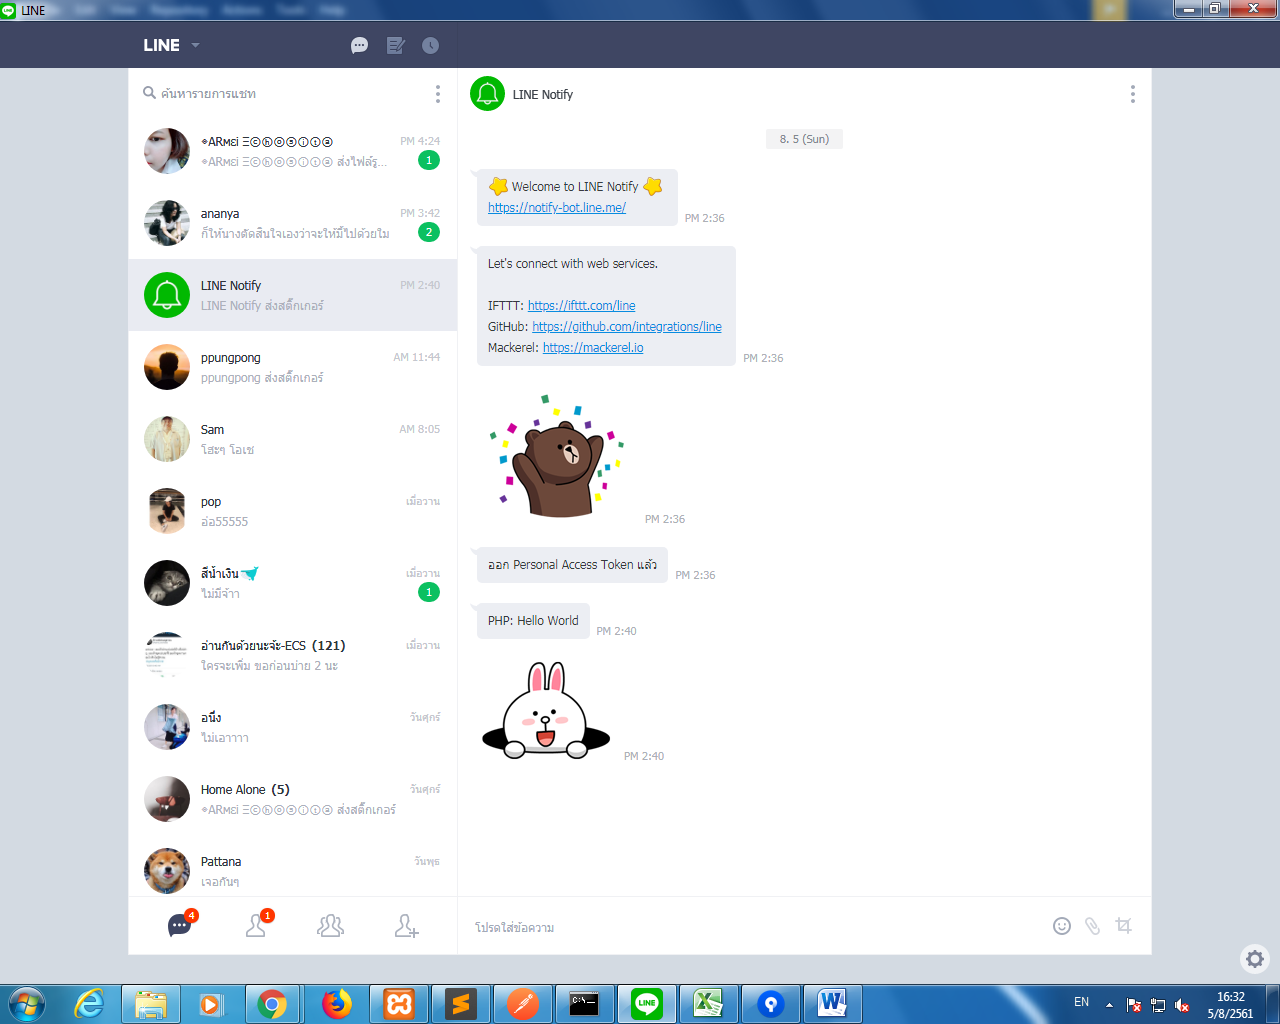 LINE
LINE
ค้นหารายการแชท
⌖ARмεi Ξⓒⓗⓞⓢⓘⓣⓐ
PM 4:24
⌖ARмεi Ξⓒⓗⓞⓢⓘⓣⓐ ส่งไฟล์รู...
1
ananya
PM 3:42
ก็ให้นางตัดสินใจเองว่าจะให้มี้ไปด้วยไม
2
LINE Notify
PM 2:40
LINE Notify ส่งสติ๊กเกอร์
ppungpong
AM 11:44
ppungpong ส่งสติ๊กเกอร์
Sam
AM 8:05
โฮะๆ โอเช
pop
เมื่อวาน
อ๋อ55555
สีน้ำเงิน
เมื่อวาน
ไม่มีจ้าา
1
อ่านกันด้วยนะจ้ะ-ECS (121)
เมื่อวาน
ใครจะเพิ่ม ขอก่อนบ่าย 2 นะ
อนึ่ง
วันศุกร์
ไม่เอาาาา
Home Alone (5)
วันศุกร์
⌖ARмεi Ξⓒⓗⓞⓢⓘⓣⓐ ส่งสติ๊กเกอร์
Pattana
วันพุธ
เจอกันๆ
4
1
LINE Notify
8. 5 (Sun)
Welcome to LINE Notify
https://notify-bot.line.me/
PM 2:36
Let's connect with web services.
IFTTT: https://ifttt.com/line
GitHub: https://github.com/integrations/line
Mackerel: https://mackerel.io
PM 2:36
PM 2:36
ออก Personal Access Token แล้ว
PM 2:36
PHP: Hello World
PM 2:40
PM 2:40
โปรดใส่ข้อความ
EN
16:32
5/8/2561